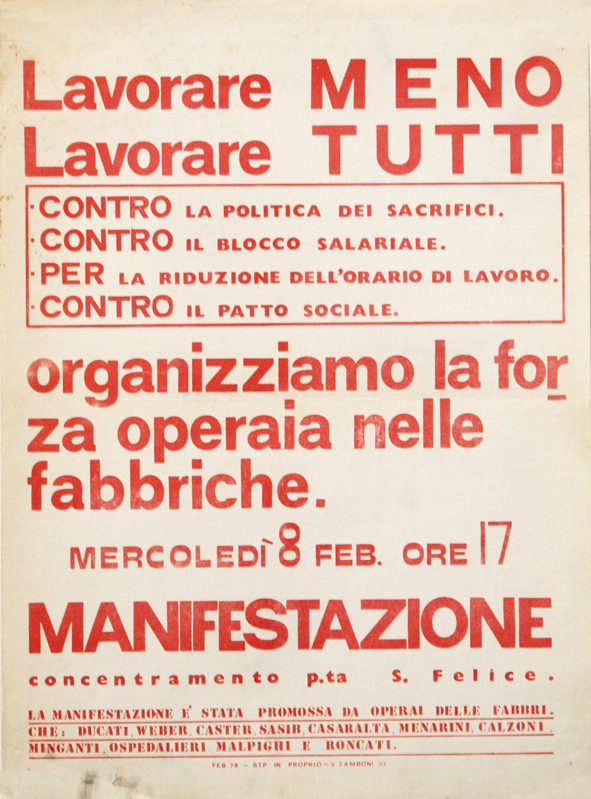 Lavorare MENO
Lavorare TUTTI
·CONTRO LA POLITICA DEI SACRIFICI.
·CONTRO IL BLOCCO SALARIALE.
·PER LA RIDUZIONE DELL'ORARIO DI LAVORO.
·CONTRO IL PATTO SOCIALE.
organizziamo la for
za operaia nelle
fabbriche.
MERCOLEDÌ 8 FEB. ORE 17
MANIFESTAZIONE
concentramento p.ta S. Felice.
LA MANIFESTAZIONE E' STATA PROMOSSA DA OPERAI DELLE FABBRI.
CHE: DUCATI, WEBER, CASTER, SASIB, CASARALTA, MENARINI, CALZONI,
MINGANTI, OSPEDALIERI MALPIGHI E RONCATI.
FEB 78 – STP. IN PROPRIO – V ZAMBONI